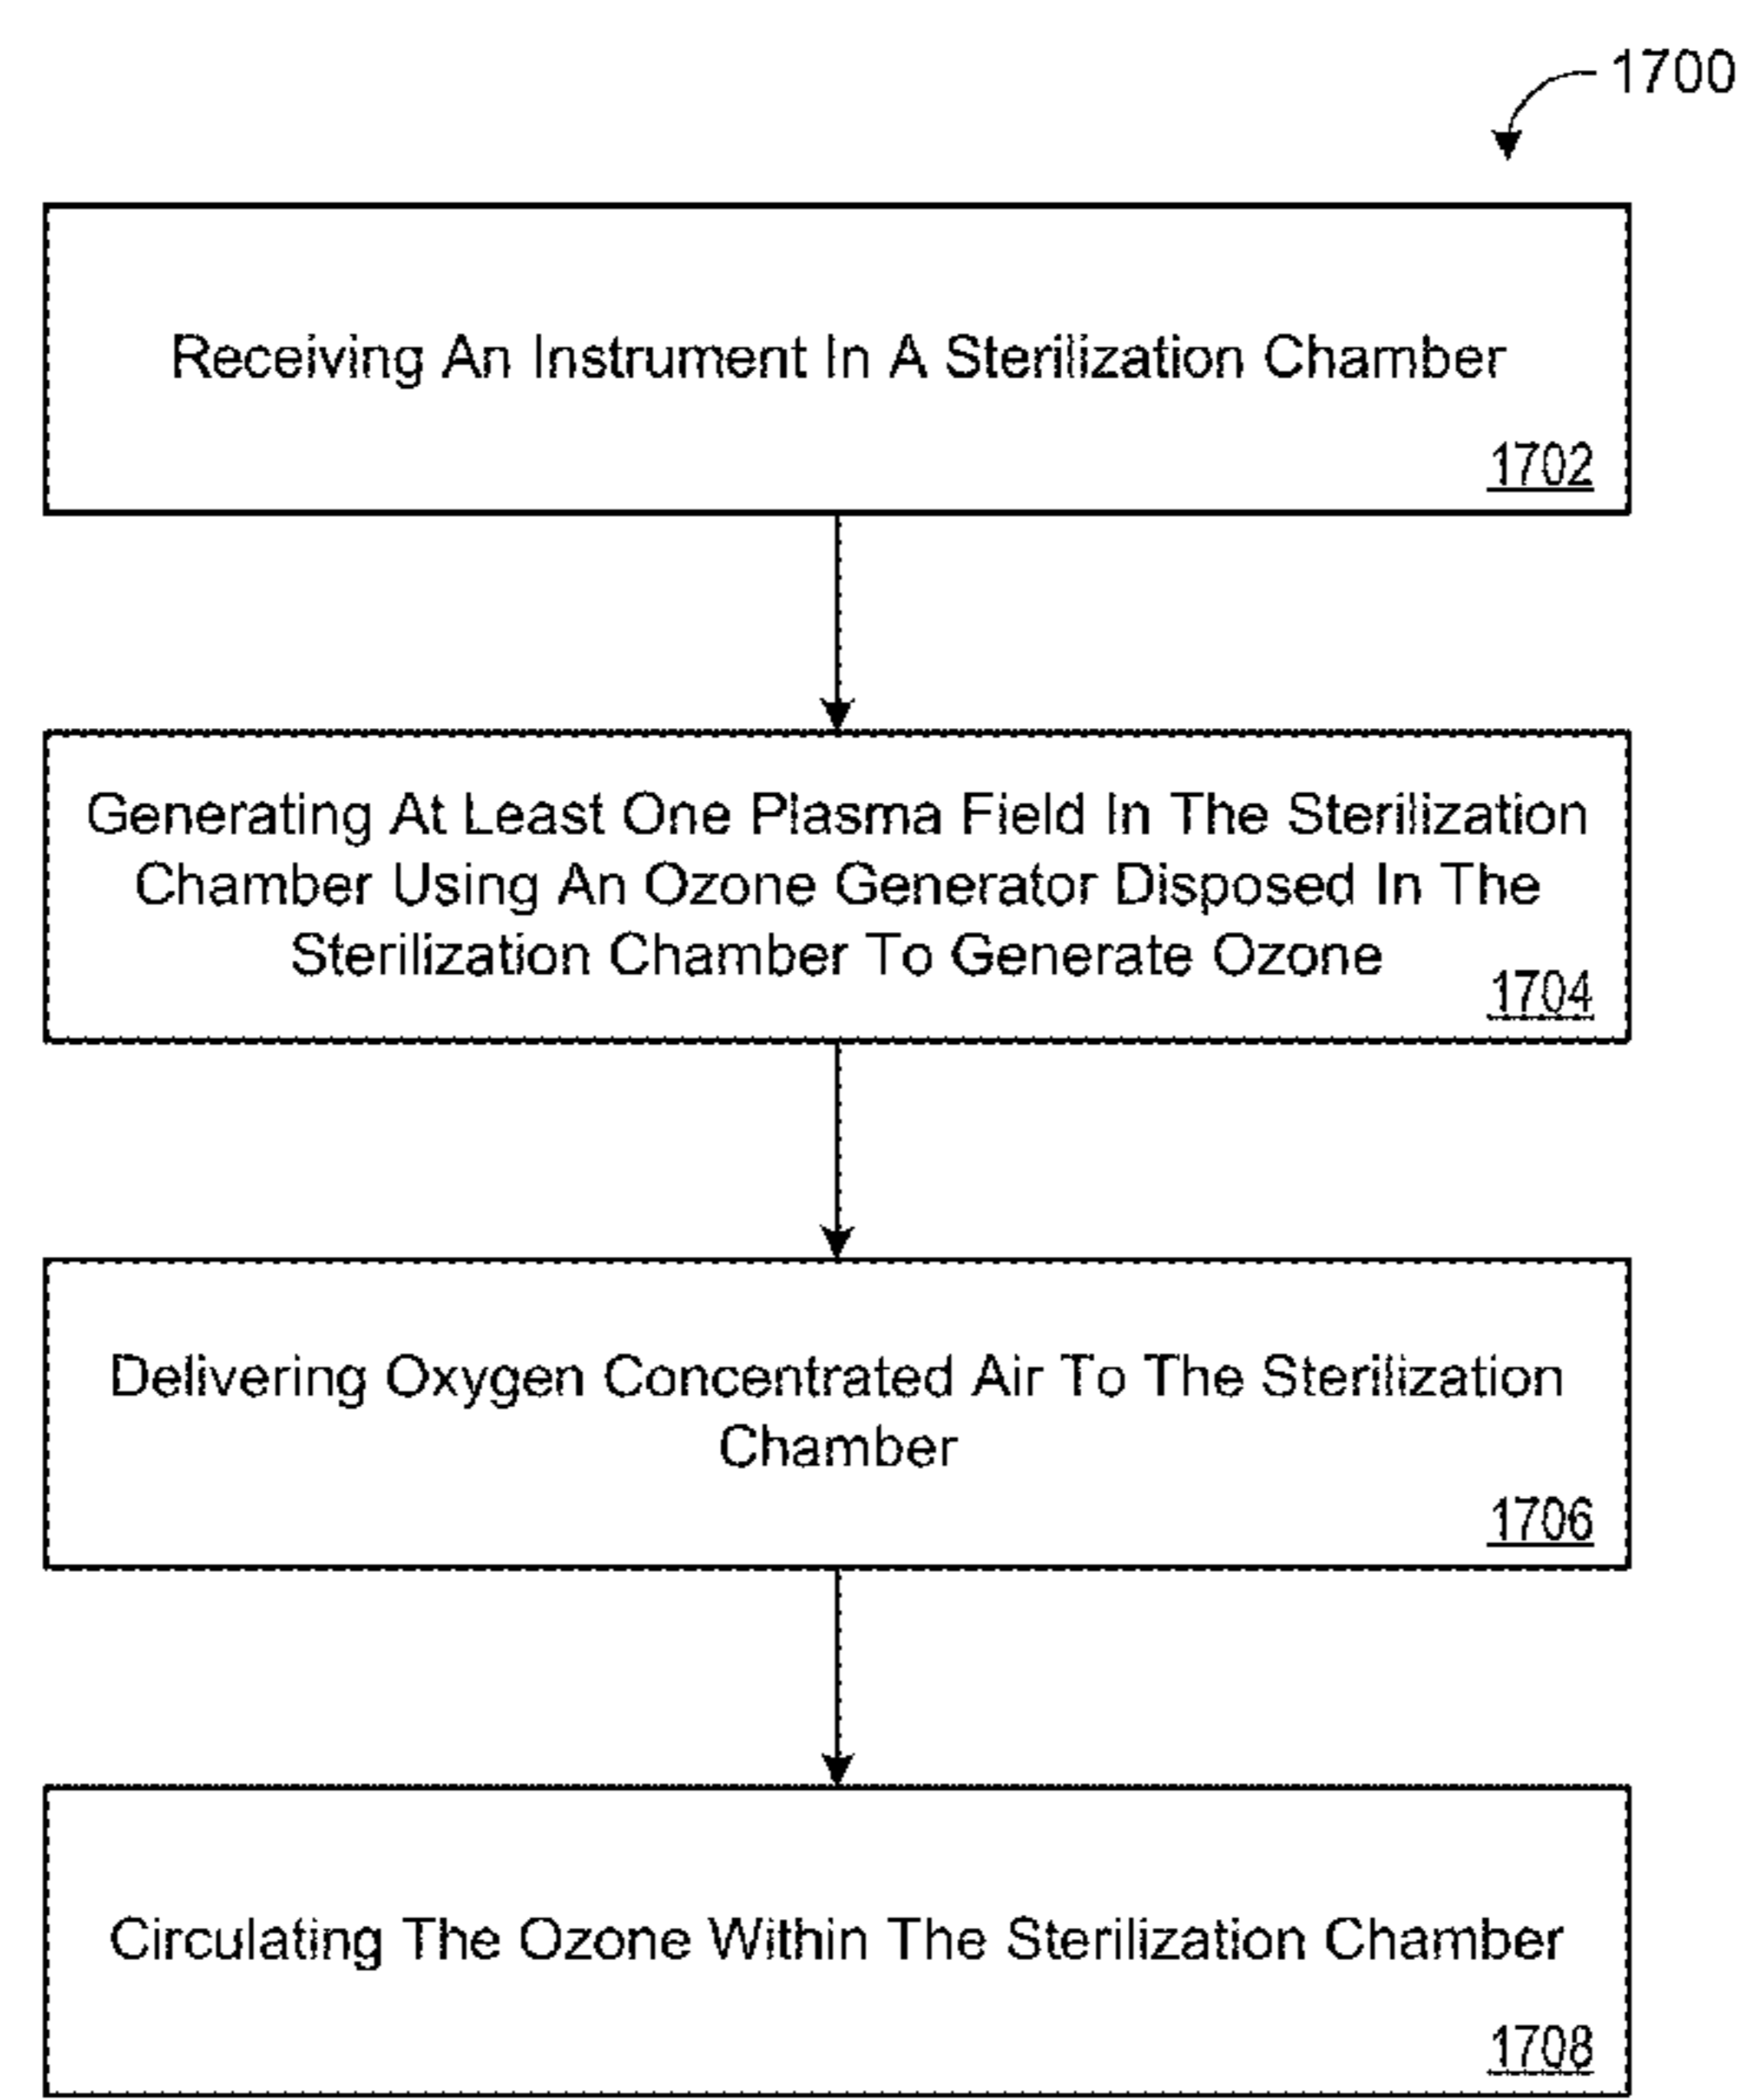 1700
Receiving An Instrument In A Sterilization Chamber
1702
Generating At Least One Plasma Field In The Sterilization
Chamber Using An Ozone Generator Disposed In The
Sterilization Chamber To Generate Ozone
1704
Delivering Oxygen Concentrated Air To The Sterilization
Chamber
1706
Circulating The Ozone Within The Sterilization Chamber
1708